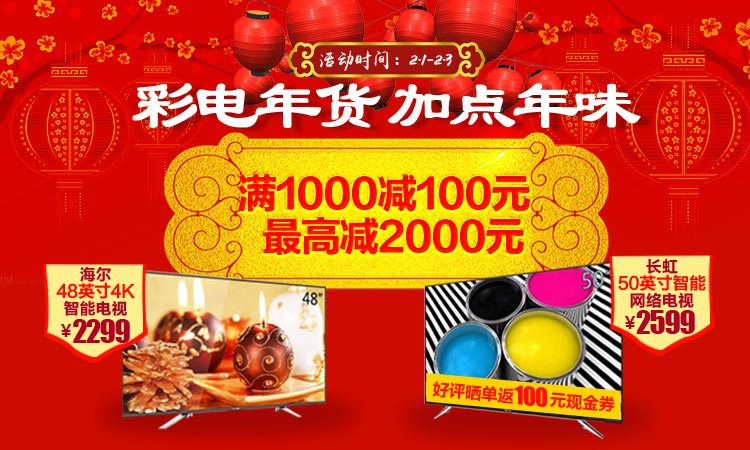 活动时间：2·1-2·3
彩电年货 加点年味
满1000减100元
最高减2000元
海尔
48英寸4K
智能电视
¥2299
48"
长虹
50英寸智能
网络电视
¥2599
50
好评晒单返100元现金券